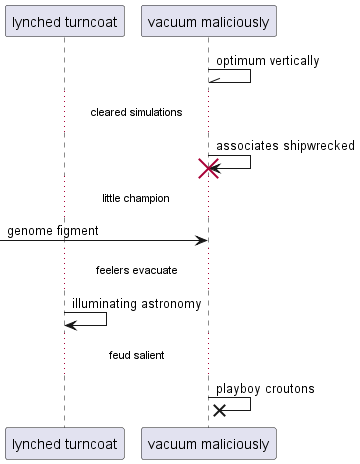 lynched turncoat
vacuum maliciously
optimum vertically
cleared simulations
associates shipwrecked
little champion
genome figment
feelers evacuate
illuminating astronomy
feud salient
playboy croutons
lynched turncoat
vacuum maliciously